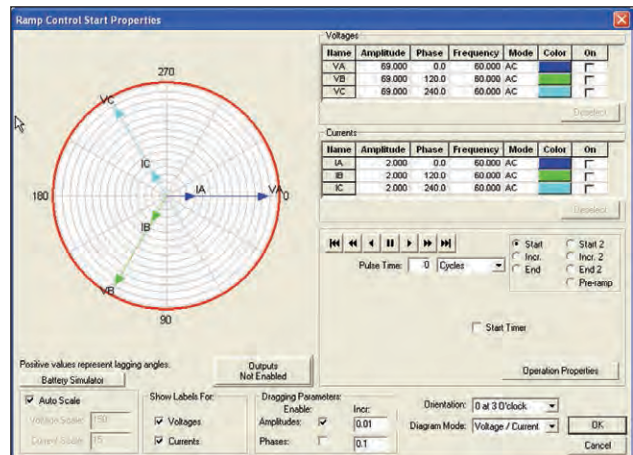 Ramp Control Start Properties
270
VC
IC
180
IA
VA
0
IB
VB
90
Positive values represent lagging angles.
Battery Simulator
Outputs
Not Enabled
Voltages
Name Amplitude Phase Frequency Mode Color On
VA 69.000 0.0 60.000 AC
VB 69.000 120.0 60.000 AC
VC 69.000 240.0 60.000 AC
Deselect
Currents
Name Amplitude Phase Frequency Mode Color On
IA 2.000 0.0 60.000 AC
IB 2.000 120.0 60.000 AC
IC 2.000 240.0 60.000 AC
Deselect
Pulse Time: 0 Cycles
Start Start 2
Incr. Incr. 2
End End 2
Pre-ramp
Start Timer
Operation Properties
Auto Scale
Voltage Scale: 150
Current Scale: 15
Show Labels For:
Voltages
Currents
Dragging Parameters:
Enable: Incr:
Amplitudes: 0.01
Phases: 0.1
Orientation: 0 at 3 O'clock
Diagram Mode: Voltage / Current
OK
Cancel